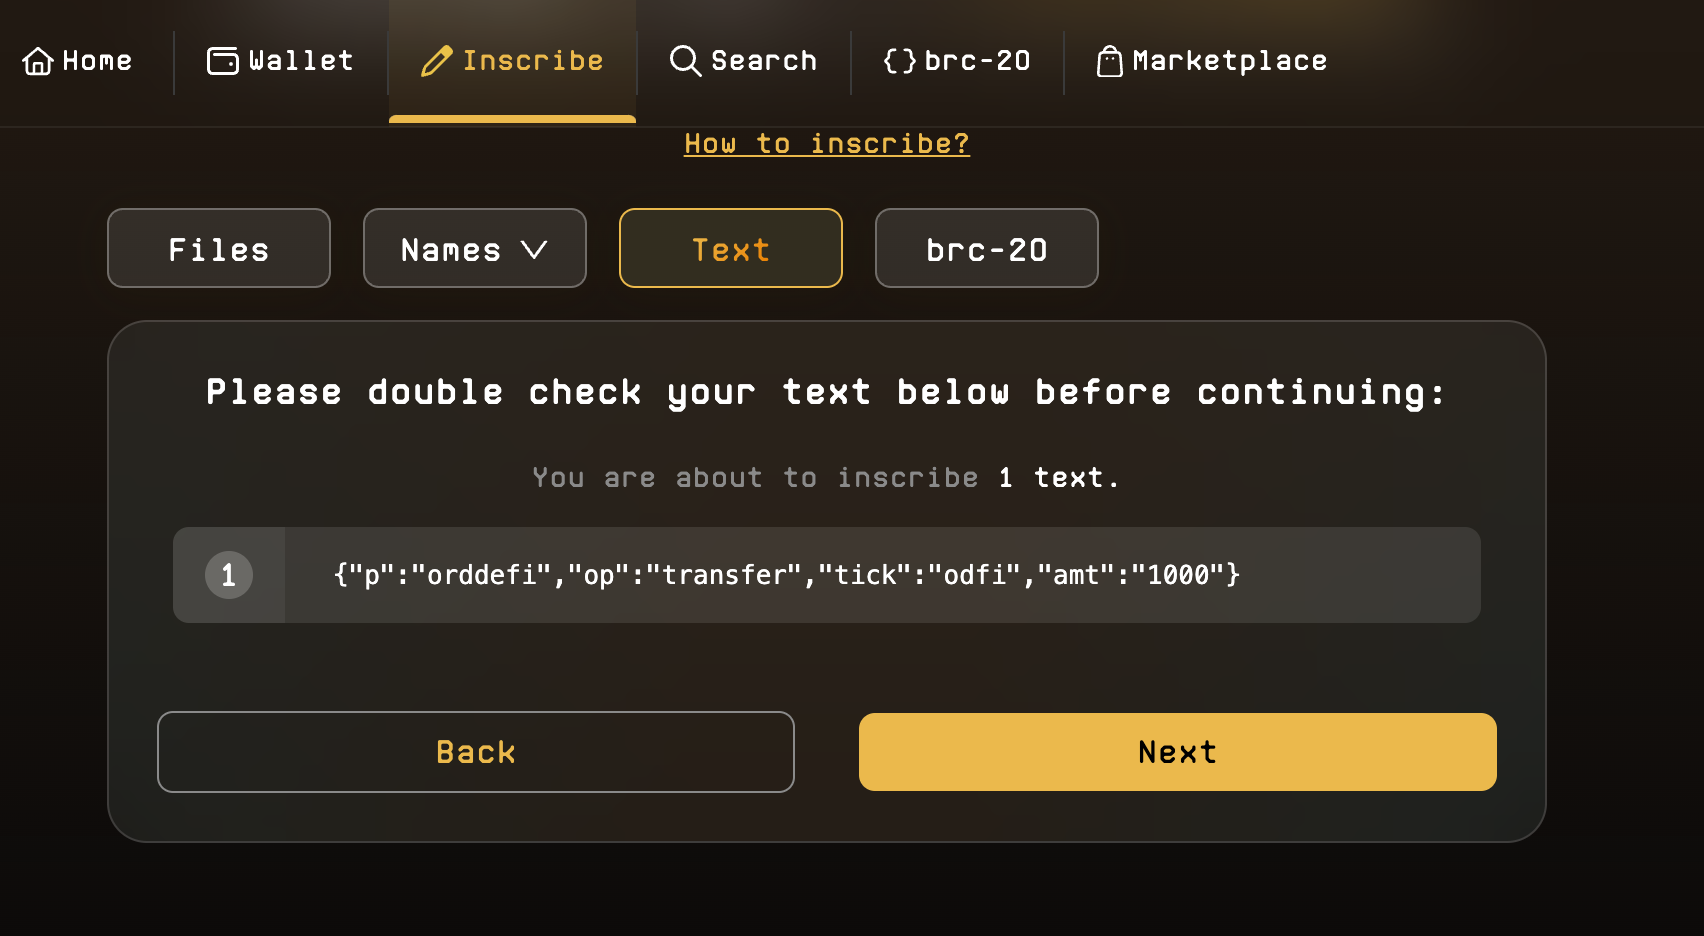 Home Wallet Inscribe Search brc-20 Marketplace
How to inscribe?
Files Names Text brc-20
Please double check your text below before continuing:
You are about to inscribe 1 text.
1 {"p":"orddefi","op":"transfer","tick":"odfi","amt":"1000"}
Back Next